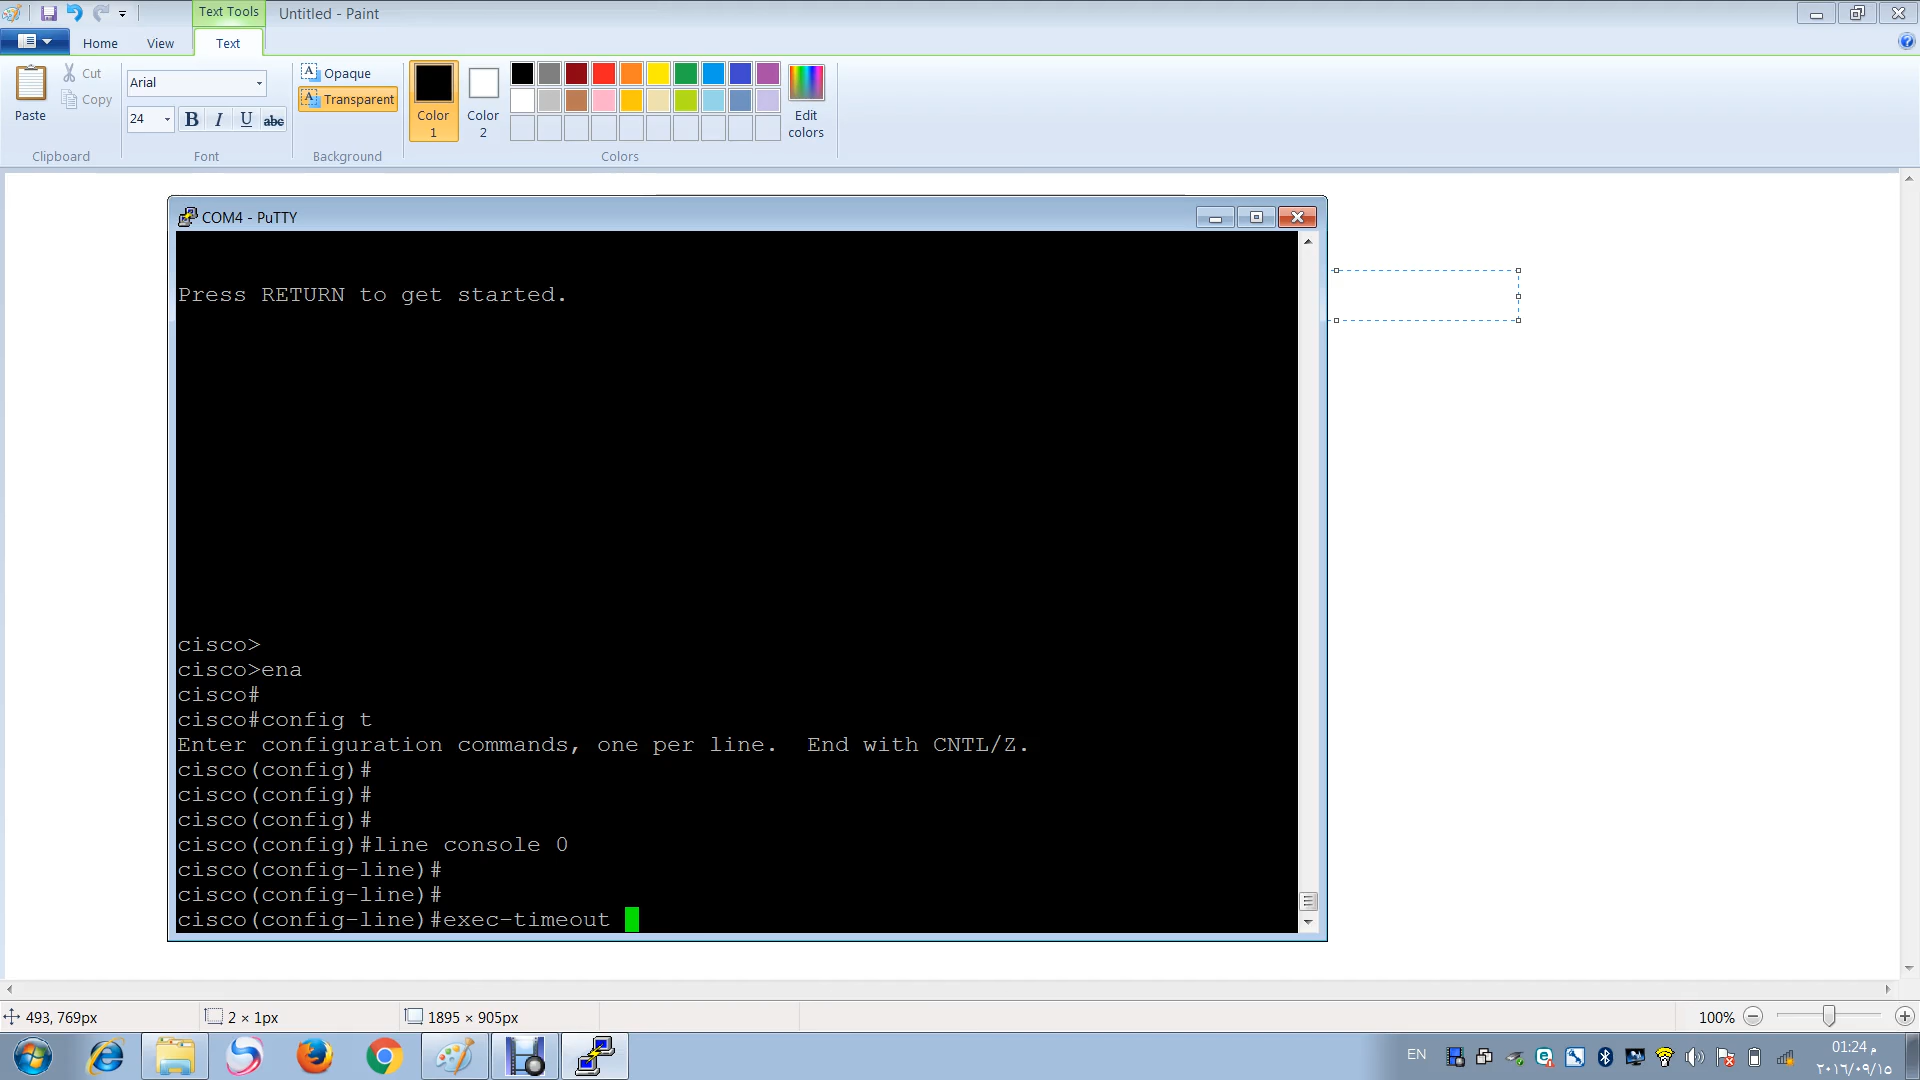 Text Tools
Untitled - Paint
Home
View
Text
Paste
Cut
Copy
Clipboard
Arial
24
B I U abc
Font
Opaque
Transparent
Background
Color
1
Color
2
Edit
colors
Colors
COM4 - PuTTY
Press RETURN to get started.
cisco>
cisco>ena
cisco#
cisco#config t
Enter configuration commands, one per line.  End with CNTL/Z.
cisco(config)#
cisco(config)#
cisco(config)#
cisco(config)#line console 0
cisco(config-line)#
cisco(config-line)#
cisco(config-line)#exec-timeout
493, 769px
2 × 1px
1895 × 905px
100%
EN
01:24 م
٢٠١٦/٠٩/١٥